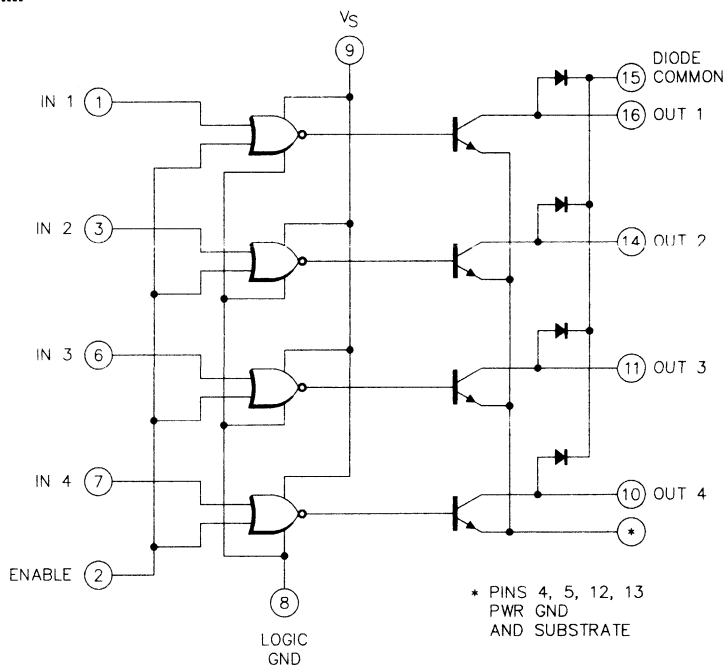 VS
9
DIODE
COMMON
15
IN 1 1
16 OUT 1
IN 2 3
14 OUT 2
IN 3 6
11 OUT 3
IN 4 7
10 OUT 4
*
ENABLE 2
8
LOGIC
GND
* PINS 4, 5, 12, 13
PWR GND
AND SUBSTRATE